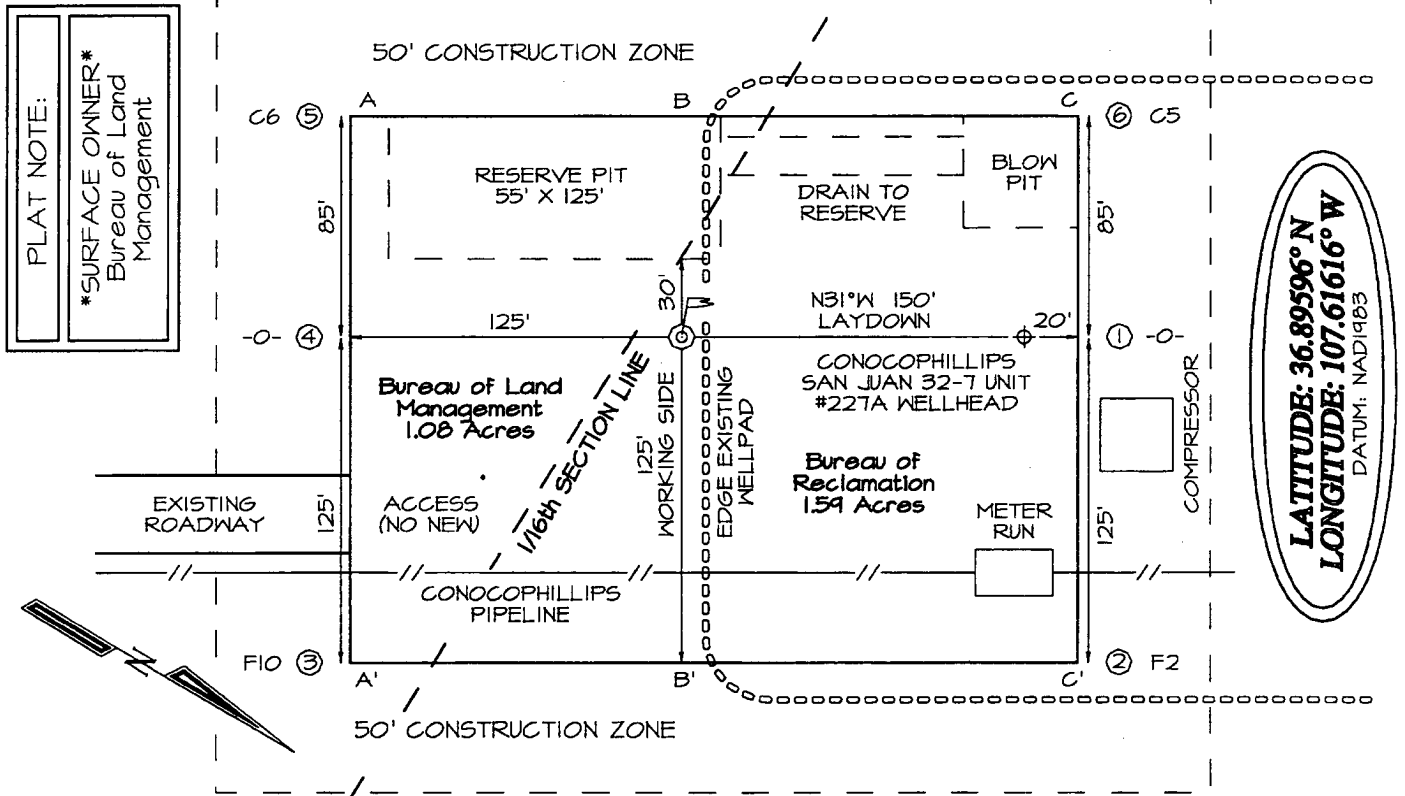 PLAT NOTE:
*SURFACE OWNER*
Bureau of Land
Management
50' CONSTRUCTION ZONE
C6 ⑤
A
B
C
⑥ C5
RESERVE PIT
55' X 125'
BLOW
PIT
DRAIN TO
RESERVE
85'
85'
30'
N31°W 150'
LAYDOWN
-0- ④
125'
20'
① -0-
CONOCOPHILLIPS
SAN JUAN 32-7 UNIT
#227A WELLHEAD
Bureau of Land
Management
1.08 Acres
1/16th SECTION LINE
125'
WORKING SIDE
EDGE EXISTING
WELLPAD
Bureau of
Reclamation
1.59 Acres
COMPRESSOR
EXISTING
ROADWAY
125'
ACCESS
(NO NEW)
METER
RUN
125'
CONOCOPHILLIPS
PIPELINE
N
F10 ③
A'
B'
C'
② F2
50' CONSTRUCTION ZONE
LATITUDE: 36.89596° N
LONGITUDE: 107.61616° W
DATUM: NAD1983